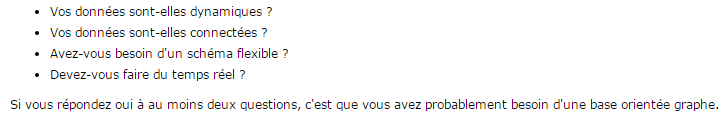 • Vos données sont-elles dynamiques ?
• Vos données sont-elles connectées ?
• Avez-vous besoin d'un schéma flexible ?
• Devez-vous faire du temps réel ?
Si vous répondez oui à au moins deux questions, c'est que vous avez probablement besoin d'une base orientée graphe.